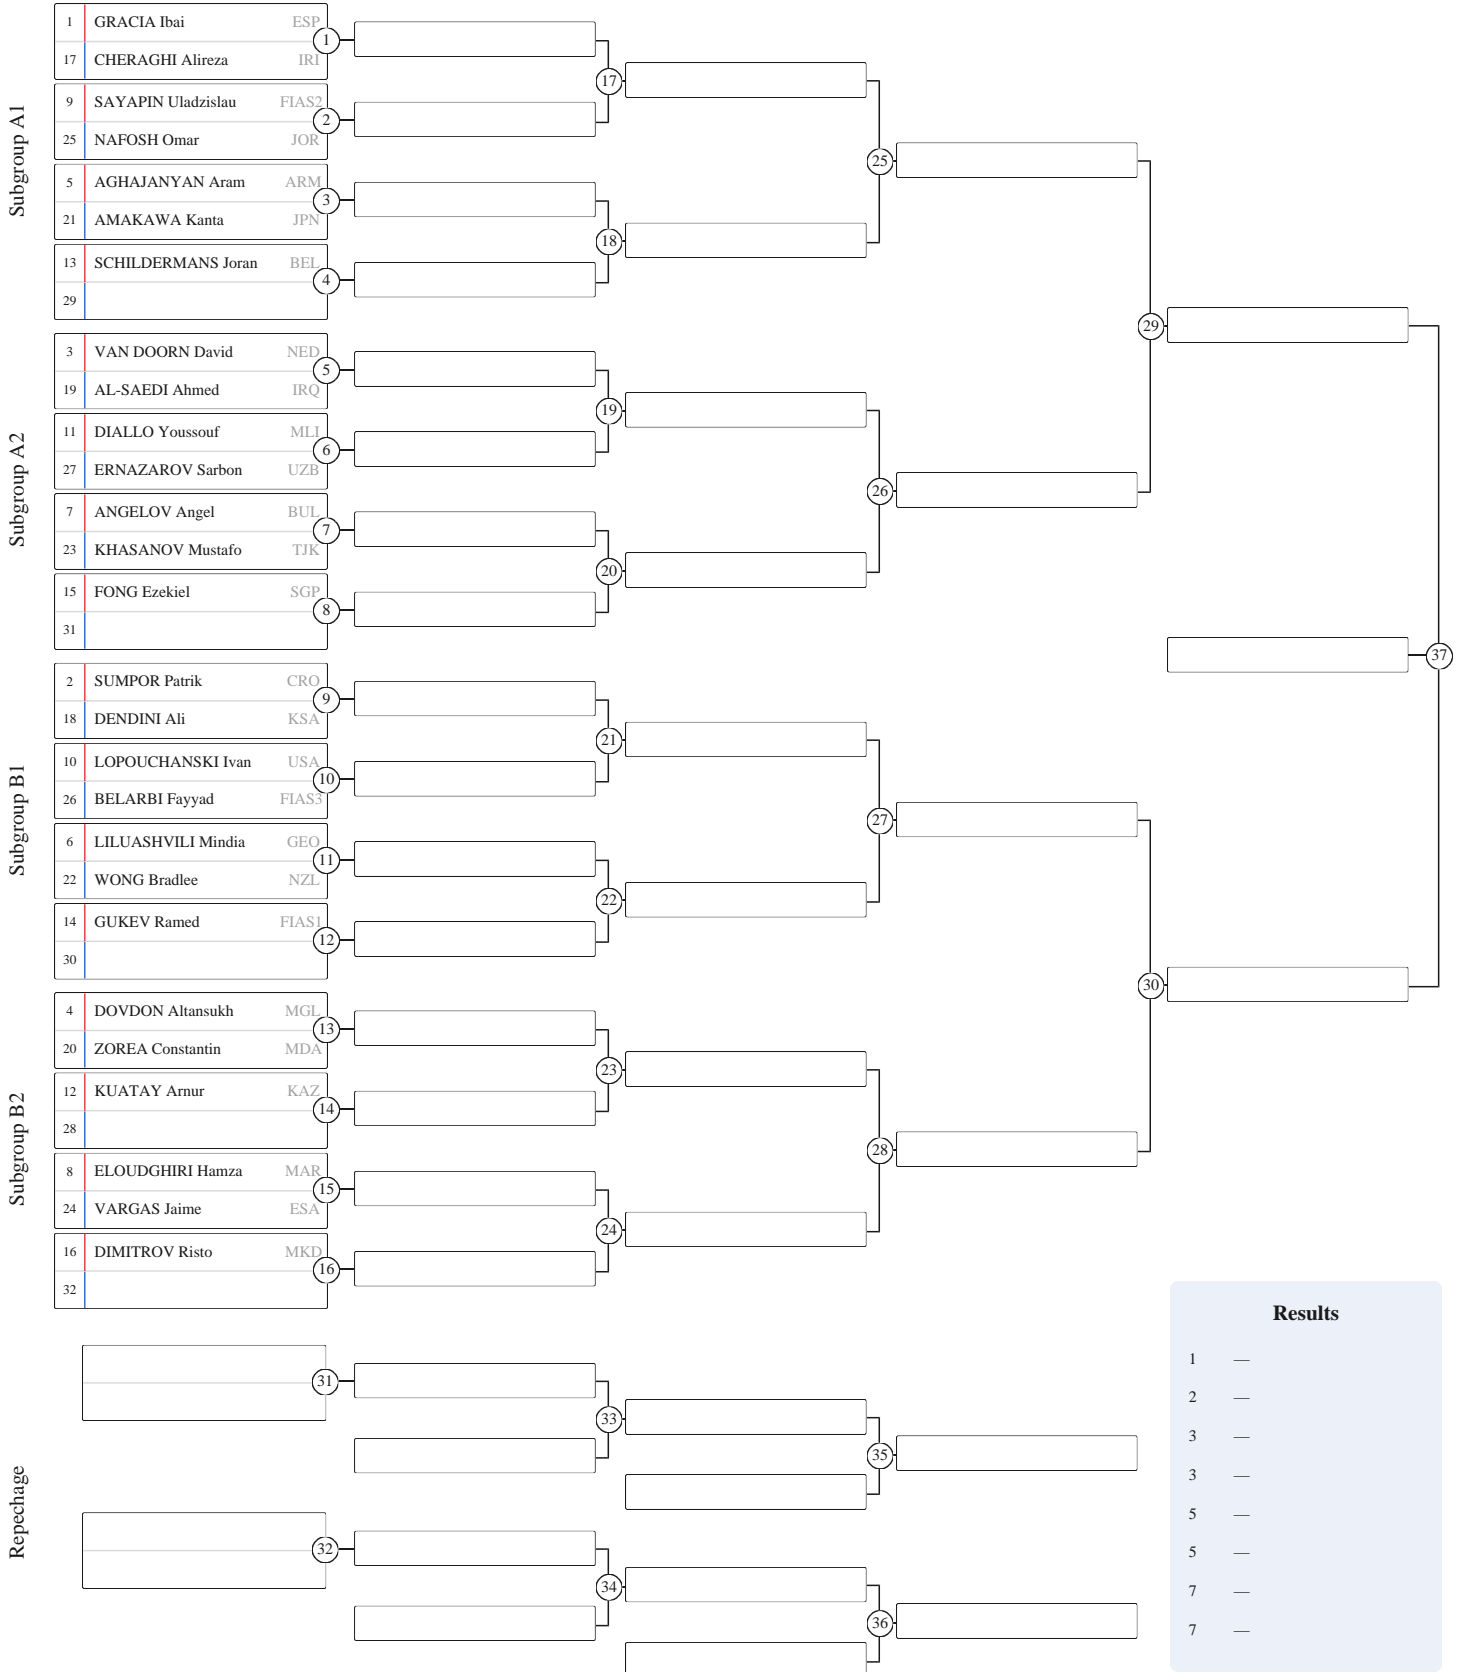 Subgroup A1
1 GRACIA Ibai ESP
17 CHERAGHI Alireza IRI
1
9 SAYAPIN Uladzislau FIAS2
25 NAFOSH Omar JOR
2
5 AGHAJANYAN Aram ARM
21 AMAKAWA Kanta JPN
3
13 SCHILDERMANS Joran BEL
29
4
17
18
25
Subgroup A2
3 VAN DOORN David NED
19 AL-SAEDI Ahmed IRQ
5
11 DIALLO Youssouf MLI
27 ERNAZAROV Sarbon UZB
6
7 ANGELOV Angel BUL
23 KHASANOV Mustafo TJK
7
15 FONG Ezekiel SGP
31
8
19
20
26
29
Subgroup B1
2 SUMPOR Patrik CRO
18 DENDINI Ali KSA
9
10 LOPOUCHANSKI Ivan USA
26 BELARBI Fayyad FIAS3
10
6 LILUASHVILI Mindia GEO
22 WONG Bradlee NZL
11
14 GUKEV Ramed FIAS1
30
12
21
22
27
Subgroup B2
4 DOVDON Altansukh MGL
20 ZOREA Constantin MDA
13
12 KUATAY Arnur KAZ
28
14
8 ELOUDGHIRI Hamza MAR
24 VARGAS Jaime ESA
15
16 DIMITROV Risto MKD
32
16
23
24
28
30
37
Repechage
31
33
35
32
34
36
Results
1 —
2 —
3 —
3 —
5 —
5 —
7 —
7 —